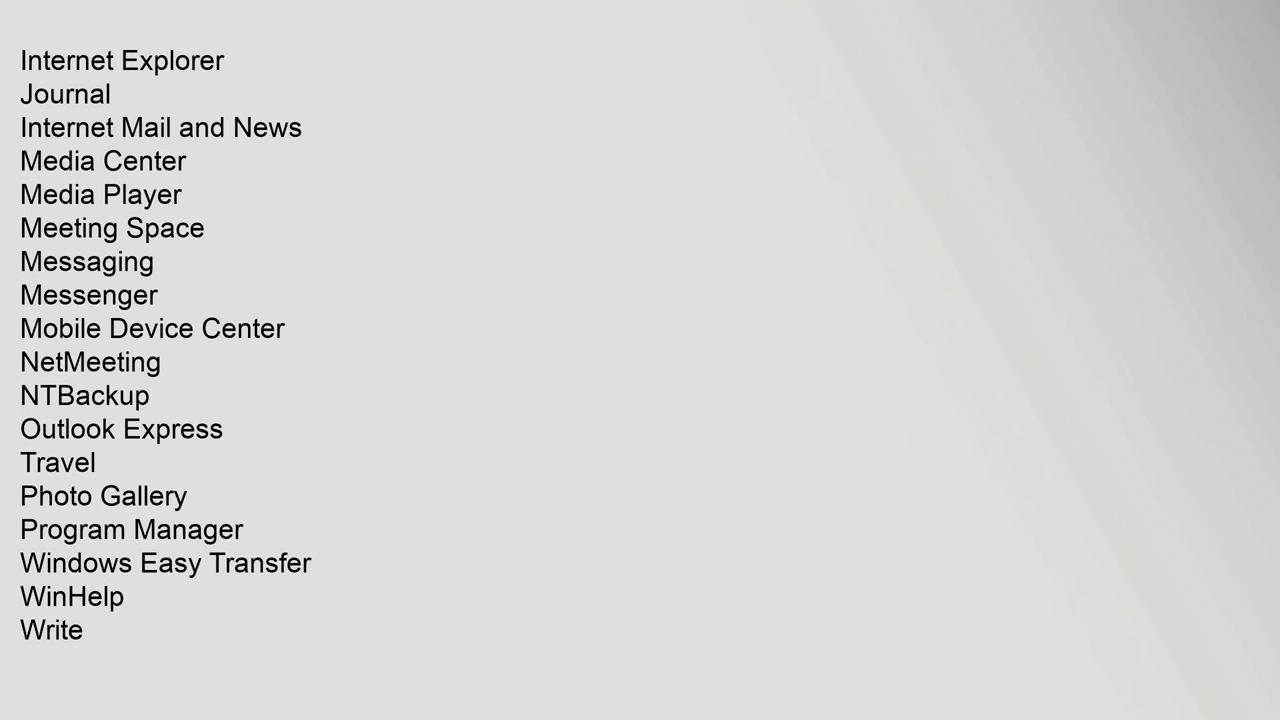 Internet Explorer
Journal
Internet Mail and News
Media Center
Media Player
Meeting Space
Messaging
Messenger
Mobile Device Center
NetMeeting
NTBackup
Outlook Express
Travel
Photo Gallery
Program Manager
Windows Easy Transfer
WinHelp
Write